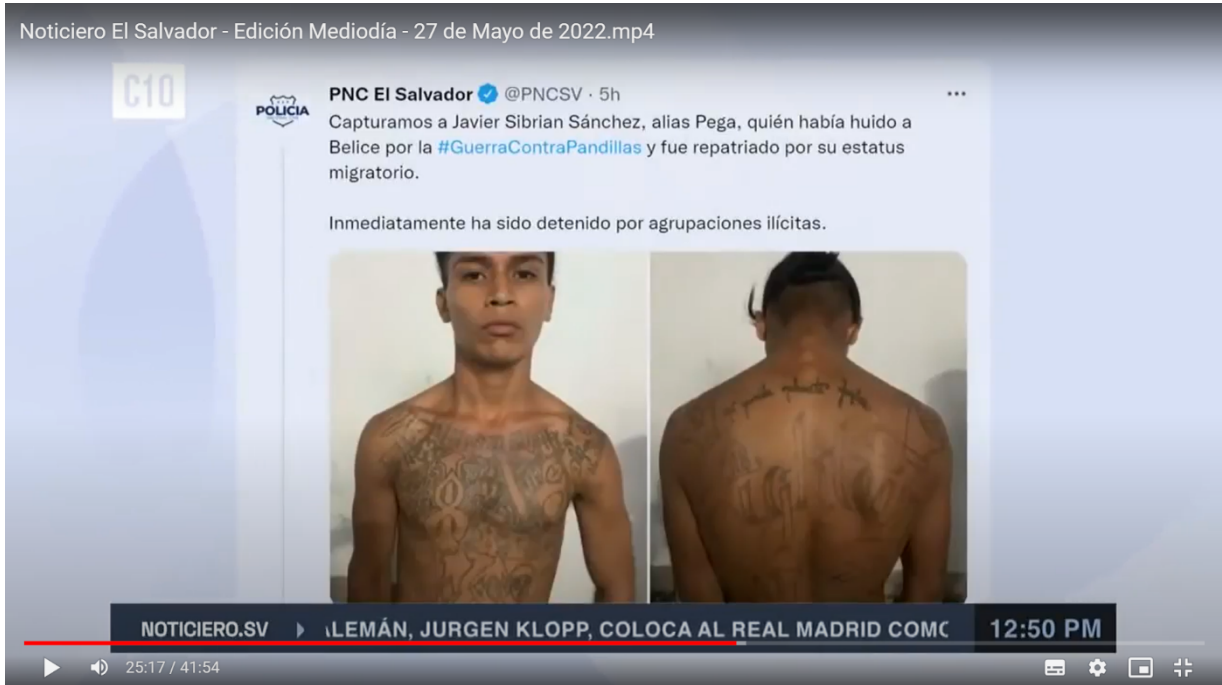 Noticiero El Salvador - Edición Mediodía - 27 de Mayo de 2022.mp4
C10
POLICIA
PNC El Salvador @PNCSV · 5h
Capturamos a Javier Sibrian Sánchez, alias Pega, quién había huido a
Belice por la #GuerraContraPandillas y fue repatriado por su estatus
migratorio.
Inmediatamente ha sido detenido por agrupaciones ilícitas.
NOTICIERO.SV
ALEMÁN, JURGEN KLOPP, COLOCA AL REAL MADRID COMO
12:50 PM
25:17 / 41:54